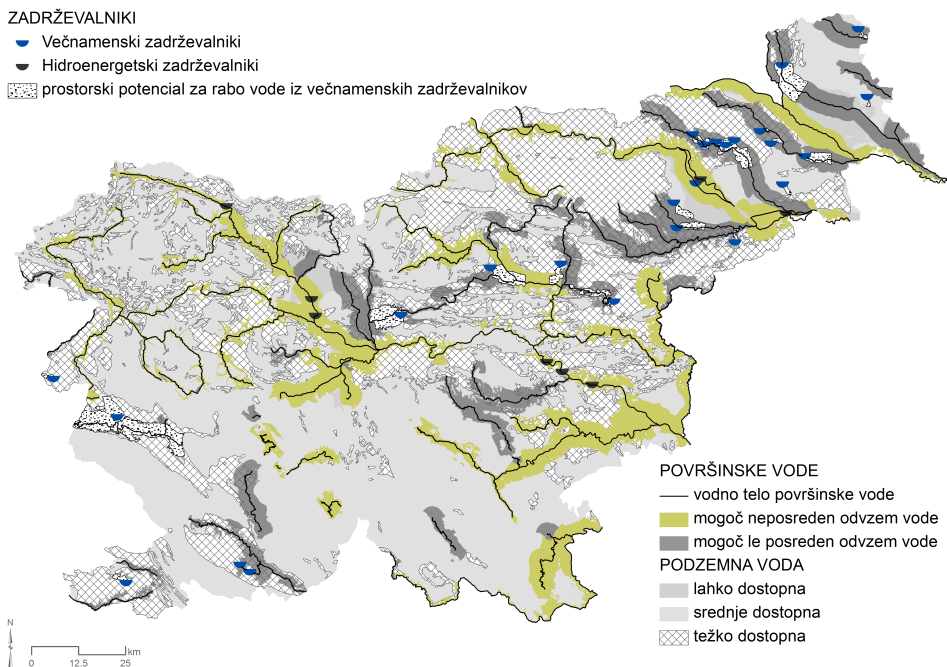 ZADRŽEVALNIKI
Večnamenski zadrževalniki
Hidroenergetski zadrževalniki
prostorski potencial za rabo vode iz večnamenskih zadrževalnikov
POVRŠINSKE VODE
vodno telo površinske vode
mogoč neposreden odvzem vode
mogoč le posreden odvzem vode
PODZEMNA VODA
lahko dostopna
srednje dostopna
težko dostopna
N
km
0 12.5 25